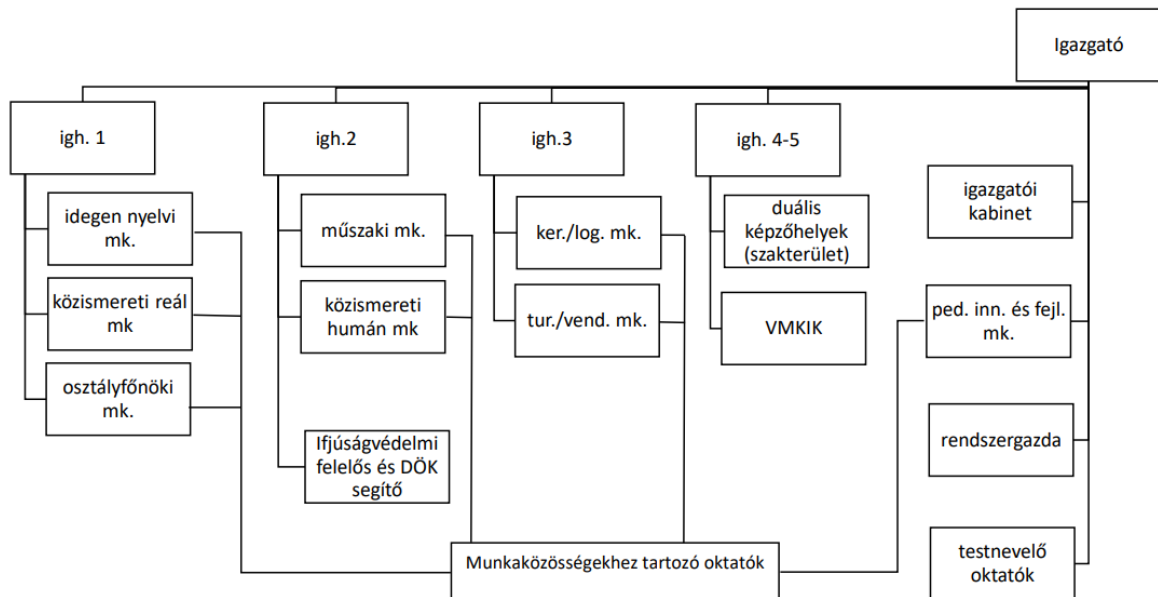 Igazgató
igh. 1
igh.2
igh.3
igh. 4-5
idegen nyelvi
mk.
közismereti reál
mk
osztályfőnöki
mk.
műszaki mk.
közismereti
humán mk
Ifjúságvédelmi
felelős és DÖK
segítő
ker./log. mk.
tur./vend. mk.
duális
képzőhelyek
(szakterület)
VMKIK
igazgatói
kabinet
ped. inn. és fejl.
mk.
rendszergazda
testnevelő
oktatók
Munkaközösségekhez tartozó oktatók